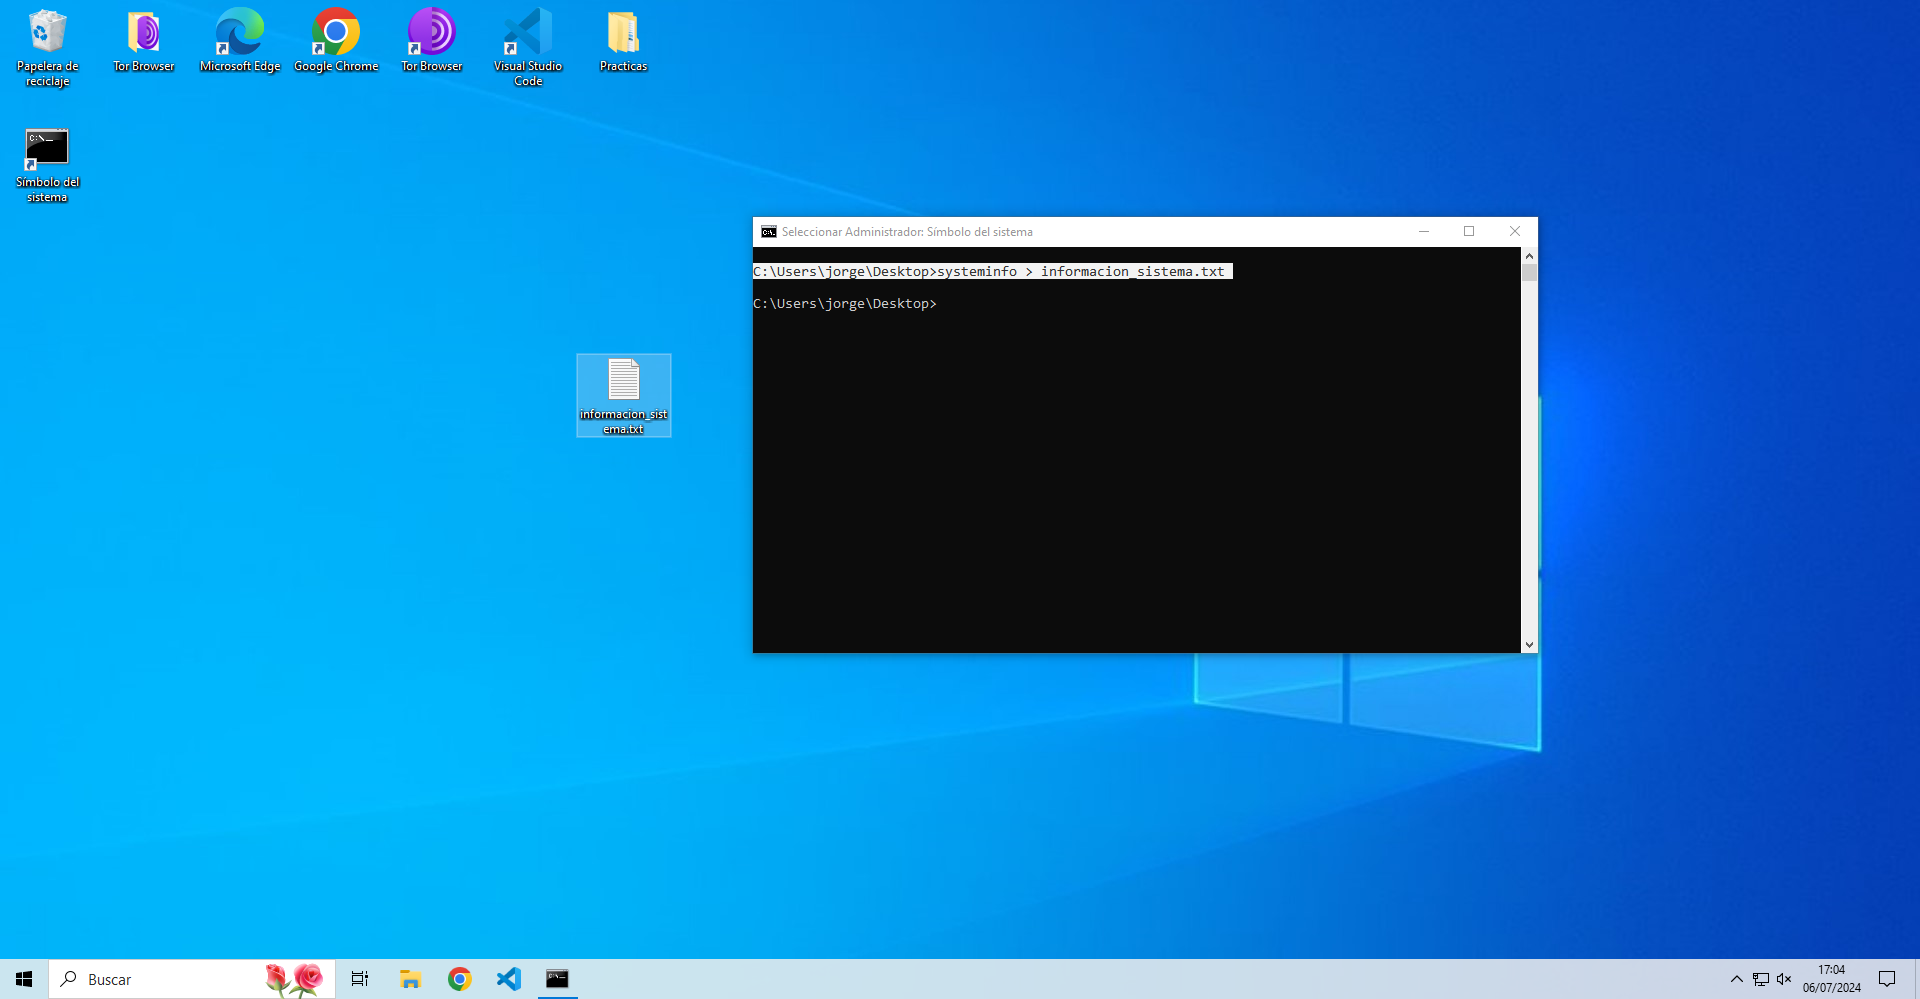 Papelera de
reciclaje
Tor Browser
Microsoft Edge
Google Chrome
Tor Browser
Visual Studio
Code
Practicas
C:\._
Símbolo del
sistema
Seleccionar Administrador: Símbolo del sistema
C:\Users\jorge\Desktop>systeminfo > informacion_sistema.txt
C:\Users\jorge\Desktop>
informacion_sist
ema.txt
Buscar
17:04
06/07/2024